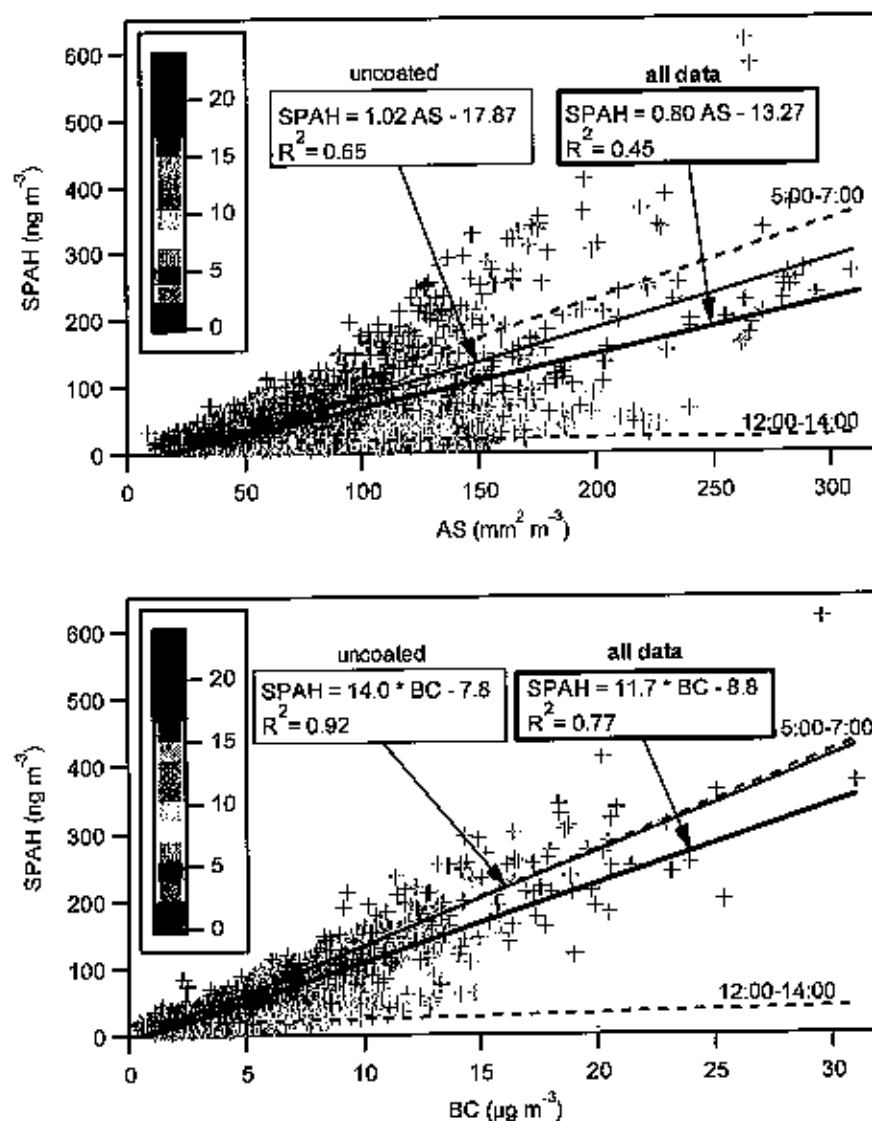 600
500
400
300
200
100
0
SPAH (ng m⁻³)
20
15
10
5
0
uncoated
SPAH = 1.02 AS - 17.87
R² = 0.65
all data
SPAH = 0.80 AS - 13.27
R² = 0.45
5:00-7:00
12:00-14:00
0 50 100 150 200 250 300
AS (mm² m⁻³)
600
500
400
300
200
100
0
SPAH (ng m⁻³)
20
15
10
5
0
uncoated
SPAH = 14.0 * BC - 7.8
R² = 0.92
all data
SPAH = 11.7 * BC - 8.8
R² = 0.77
5:00-7:00
12:00-14:00
0 5 10 15 20 25 30
BC (µg m⁻³)